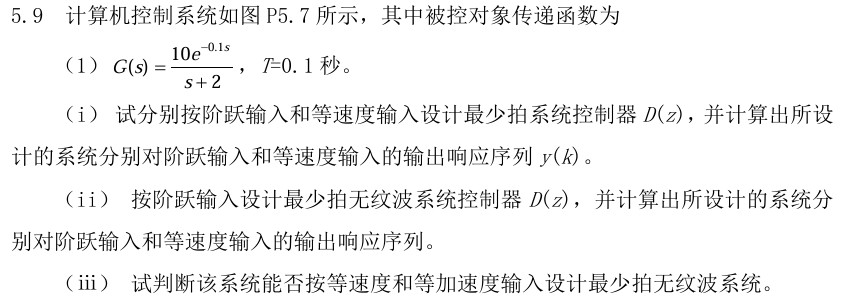 5.9 计算机控制系统如图 P5.7 所示，其中被控对象传递函数为
（1） G(s) = \frac{10e^{-0.1s}}{s+2}， T=0.1 秒。
（i） 试分别按阶跃输入和等速度输入设计最少拍系统控制器 D(z)，并计算出所设
计的系统分别对阶跃输入和等速度输入的输出响应序列 y(k)。
（ii） 按阶跃输入设计最少拍无纹波系统控制器 D(z)，并计算出所设计的系统分
别对阶跃输入和等速度输入的输出响应序列。
（iii） 试判断该系统能否按等速度和等加速度输入设计最少拍无纹波系统。